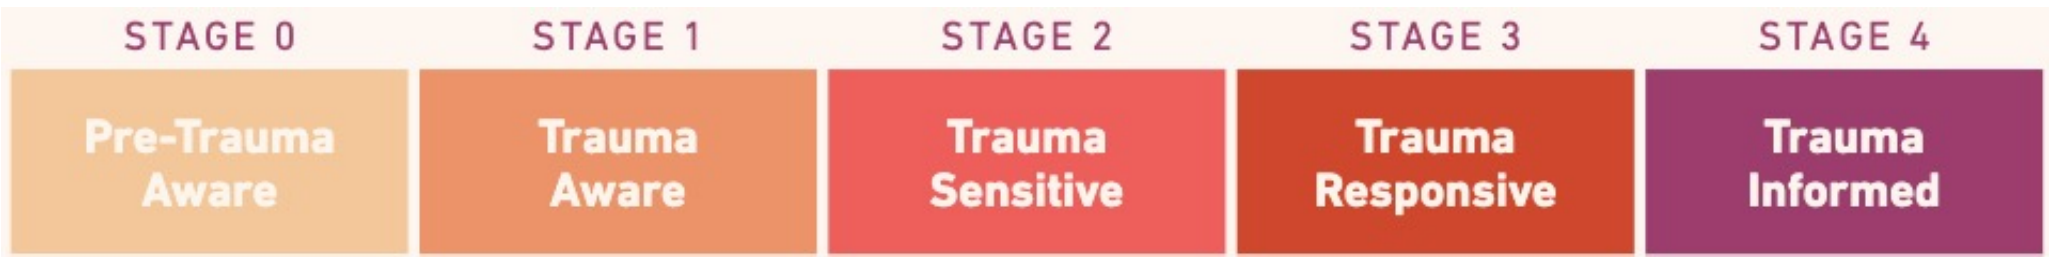 STAGE 0
STAGE 1
STAGE 2
STAGE 3
STAGE 4
Pre-Trauma
Aware
Trauma
Aware
Trauma
Sensitive
Trauma
Responsive
Trauma
Informed